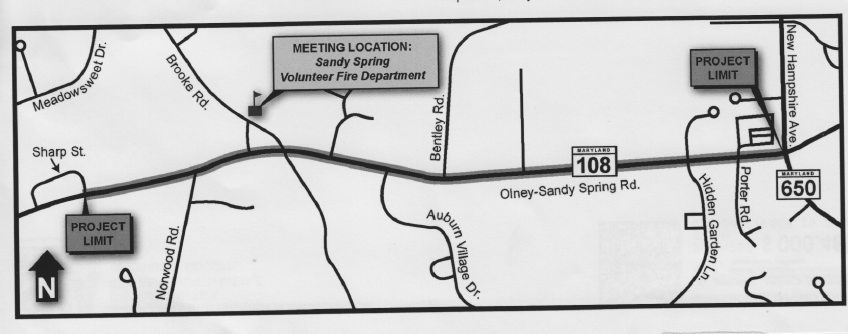 MEETING LOCATION:
Sandy Spring
Volunteer Fire Department
PROJECT
LIMIT
New Hampshire Ave.
Meadowsweet Dr.
Brooke Rd.
Bentley Rd.
Sharp St.
MARYLAND
108
Olney-Sandy Spring Rd.
MARYLAND
650
PROJECT
LIMIT
Norwood Rd.
Auburn Village Dr.
Hidden Garden Ln.
Porter Rd.
N